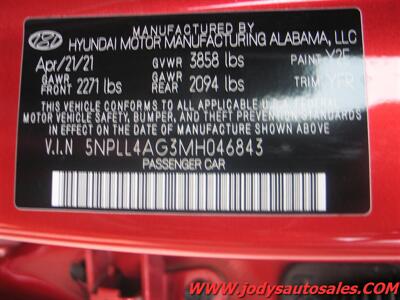 MANUFACTURED BY
HYUNDAI MOTOR MANUFACTURING ALABAMA, LLC
Apr/21/21 GVWR 3858 lbs PAINT Y2F
GAWR FRONT 2271 lbs GAWR REAR 2094 lbs TRIM YFR
THIS VEHICLE CONFORMS TO ALL APPLICABLE FEDERAL
MOTOR VEHICLE SAFETY, BUMPER, AND THEFT PREVENTION STANDARDS
IN EFFECT ON THE DATE OF MANUFACTURE SHOWN ABOVE.
V.I.N 5NPLL4AG3MH046843
PASSENGER CAR
www.jodysautosales.com